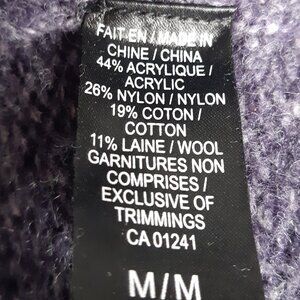 FAIT EN / MADE IN
CHINE / CHINA
44% ACRYLIQUE /
ACRYLIC
26% NYLON / NYLON
19% COTON /
COTTON
11% LAINE / WOOL
GARNITURES NON
COMPRISES /
EXCLUSIVE OF
TRIMMINGS
CA 01241
M/M